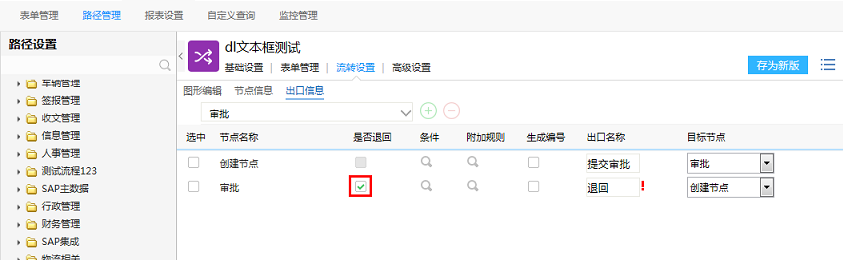 表单管理 路径管理 报表设置 自定义查询 监控管理
路径设置
车辆管理
签报管理
收文管理
信息管理
人事管理
测试流程123
SAP主数据
行政管理
财务管理
SAP集成
物流相关
dl文本框测试
基础设置 | 表单管理 | 流转设置 | 高级设置
存为新版
图形编辑 节点信息 出口信息
审批
选中 节点名称 是否退回 条件 附加规则 生成编号 出口名称 目标节点
创建节点 提交审批 审批
审批 退回 ! 创建节点